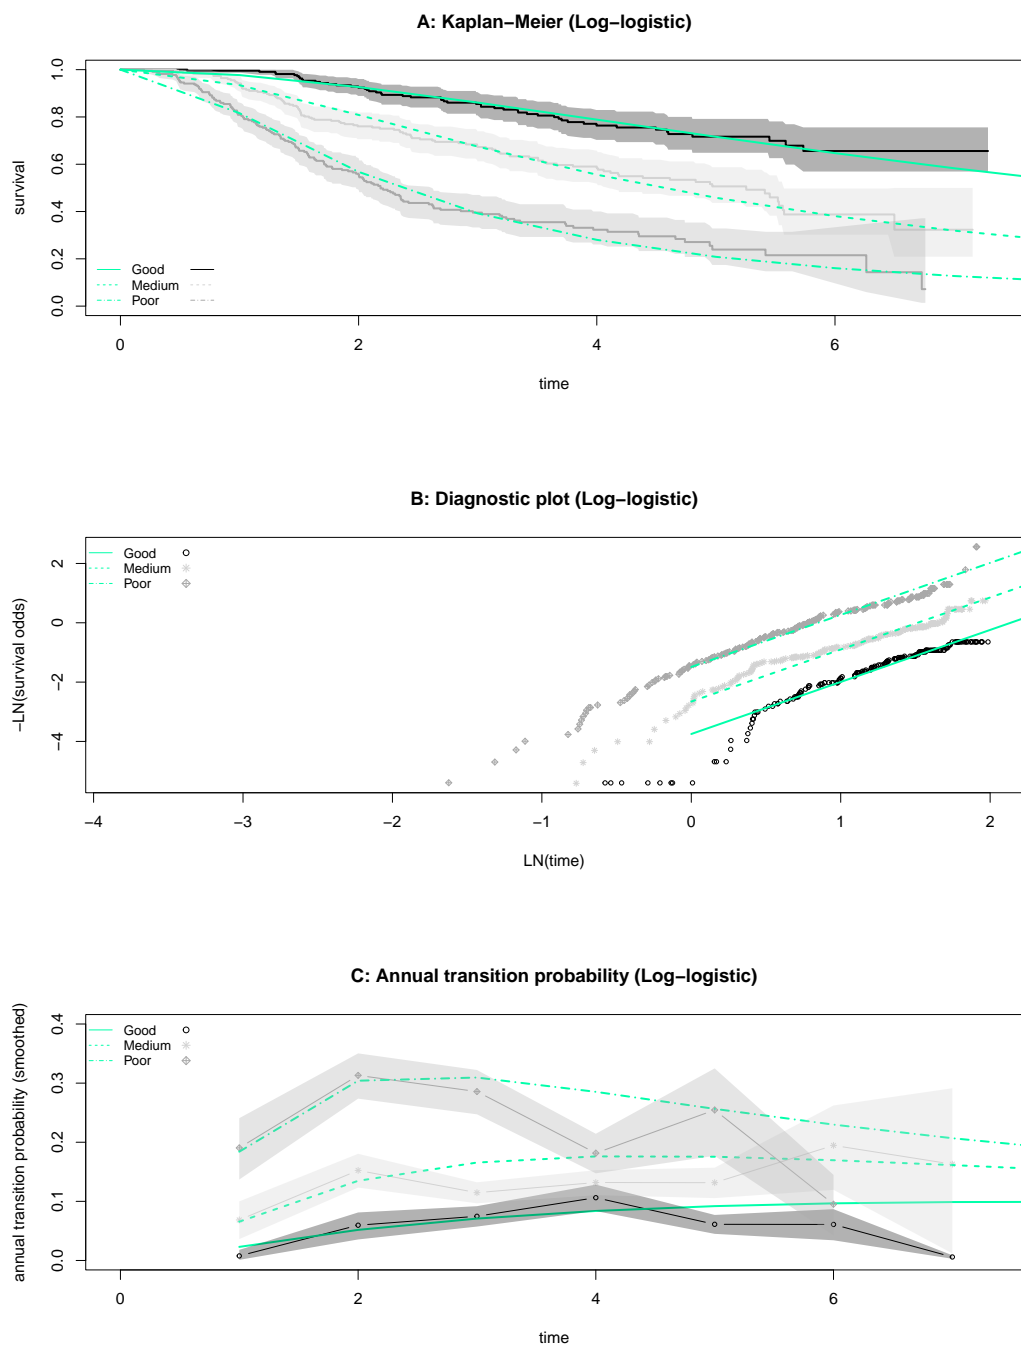 A: Kaplan−Meier (Log−logistic)
survival
1.0
0.8
0.6
0.4
0.2
0.0
Good
Medium
Poor
0 2 4 6
time
B: Diagnostic plot (Log−logistic)
−LN(survival odds)
2
0
−2
−4
Good
Medium
Poor
−4 −3 −2 −1 0 1 2
LN(time)
C: Annual transition probability (Log−logistic)
annual transition probability (smoothed)
0.4
0.3
0.2
0.1
0.0
Good
Medium
Poor
0 2 4 6
time